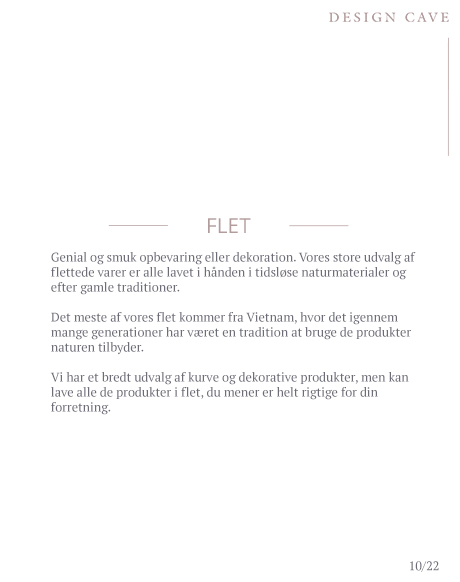 DESIGN CAVE
FLET
Genial og smuk opbevaring eller dekoration. Vores store udvalg af
flettede varer er alle lavet i hånden i tidsløse naturmaterialer og
efter gamle traditioner.
Det meste af vores flet kommer fra Vietnam, hvor det igennem
mange generationer har været en tradition at bruge de produkter
naturen tilbyder.
Vi har et bredt udvalg af kurve og dekorative produkter, men kan
lave alle de produkter i flet, du mener er helt rigtige for din
forretning.
10/22